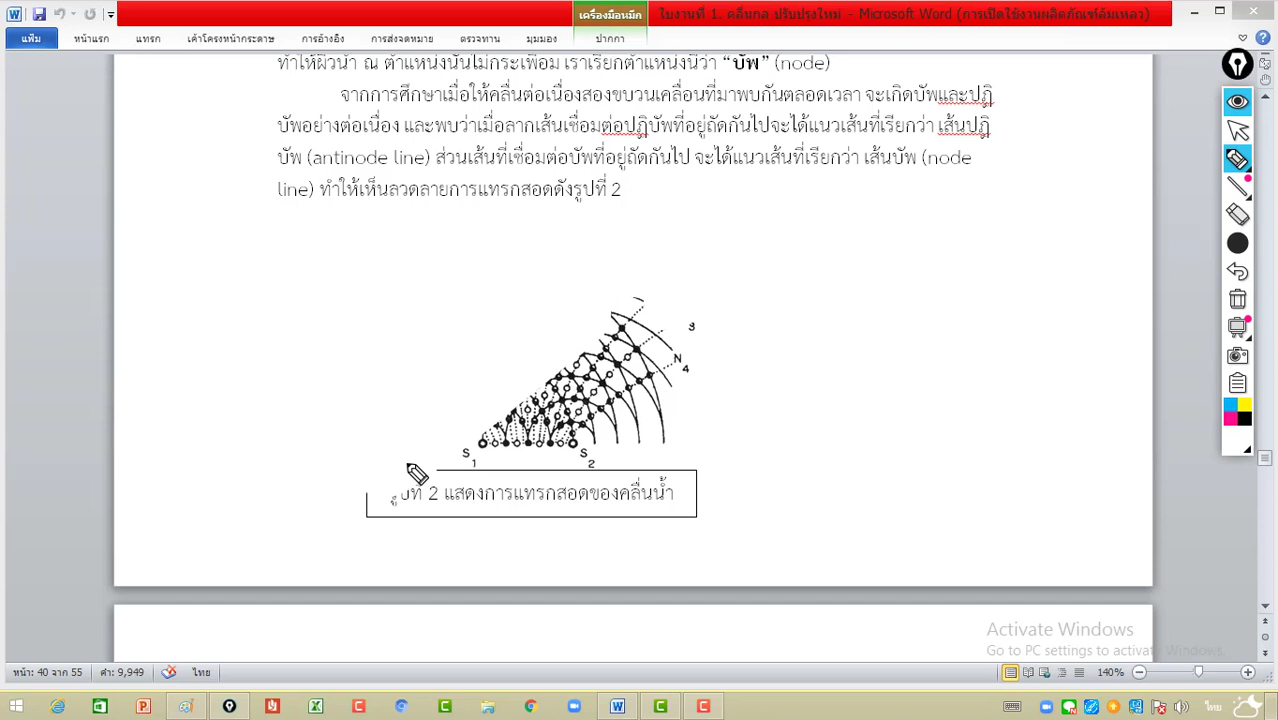 เครื่องมือหมึก
ใบงานที่ 1. คลื่นกล ปรับปรุงใหม่ - Microsoft Word (การเปิดใช้งานผลิตภัณฑ์ล้มเหลว)
แฟ้ม หน้าแรก แทรก เค้าโครงหน้ากระดาษ การอ้างอิง การส่งจดหมาย ตรวจทาน มุมมอง ปากกา
ทำให้ผิวน้ำ ณ ตำแหน่งนั้นไม่กระเพื่อม เราเรียกตำแหน่งนี้ว่า “บัพ” (node)
จากการศึกษาเมื่อให้คลื่นต่อเนื่องสองขบวนเคลื่อนที่มาพบกันตลอดเวลา จะเกิดบัพและปฏิ
บัพอย่างต่อเนื่อง และพบว่าเมื่อลากเส้นเชื่อมต่อปฏิบัพที่อยู่ถัดกันไปจะได้แนวเส้นที่เรียกว่า เส้นปฏิ
บัพ (antinode line) ส่วนเส้นที่เชื่อมต่อบัพที่อยู่ถัดกันไป จะได้แนวเส้นที่เรียกว่า เส้นบัพ (node
line) ทำให้เห็นลวดลายการแทรกสอดดังรูปที่ 2
3
N
4
S S
1 2
รูปที่ 2 แสดงการแทรกสอดของคลื่นน้ำ
Activate Windows
Go to PC settings to activate Windows.
หน้า: 40 จาก 55 คำ: 9,949 ไทย 140%
ไทย